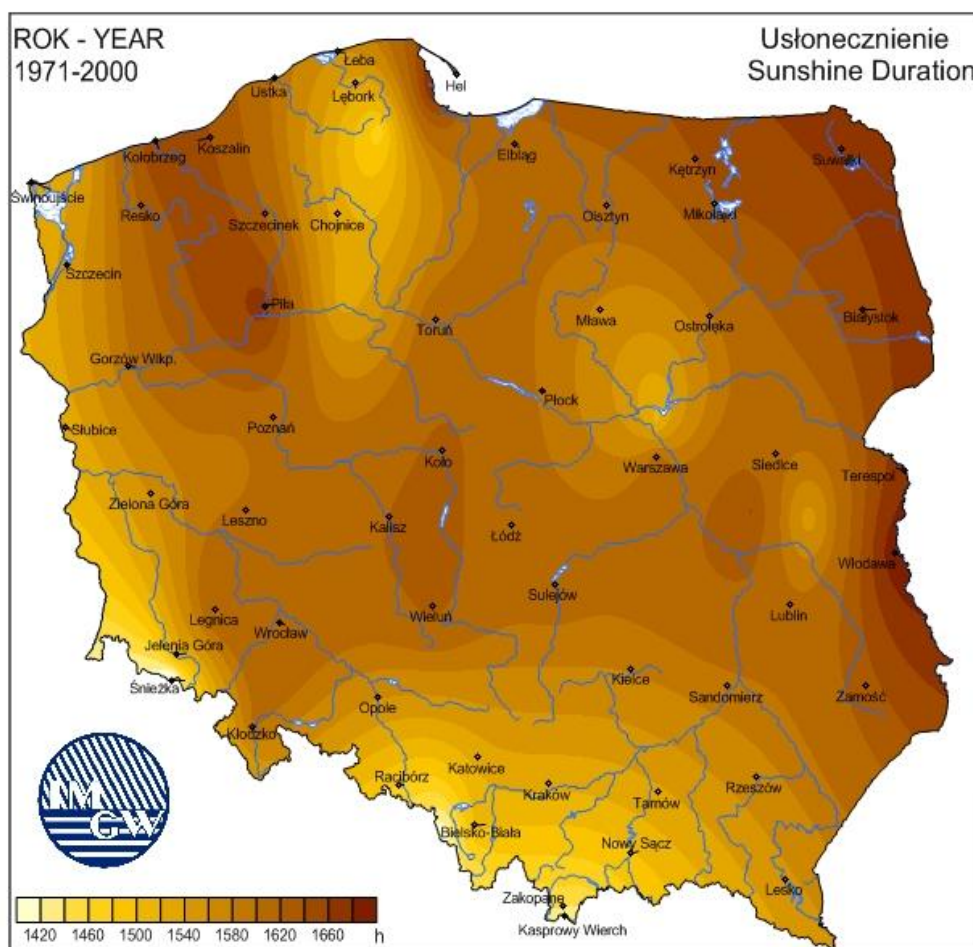 ROK - YEAR
1971-2000
Usłonecznienie
Sunshine Duration
Łeba
Hel
Ustka
Lębork
Koszalin
Kołobrzeg
Elbląg
Kętrzyn
Suwałki
Świnoujście
Resko
Szczecinek
Chojnice
Olsztyn
Mikołajki
Szczecin
Piła
Toruń
Mława
Ostrołęka
Białystok
Gorzów Wlkp.
Płock
Słubice
Poznań
Koło
Warszawa
Siedlce
Terespol
Zielona Góra
Leszno
Kalisz
Łódź
Włodawa
Sulejów
Legnica
Wrocław
Wieluń
Lublin
Jelenia Góra
Śnieżka
Opole
Kielce
Sandomierz
Zamość
Kłodzko
Racibórz
Katowice
Kraków
Tarnów
Rzeszów
Bielsko-Biała
Nowy Sącz
Lesko
Zakopane
Kasprowy Wierch
IMGW
1420 1460 1500 1540 1580 1620 1660 h